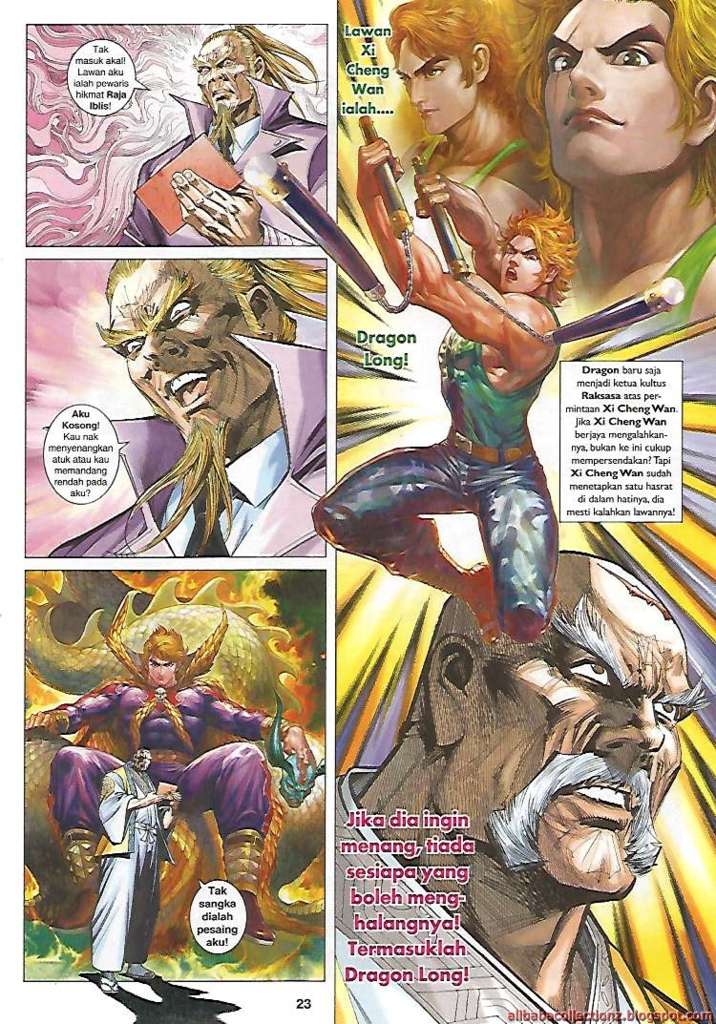 Tak
masuk akal!
Lawan aku
ialah pewaris
hikmat Raja
Iblis!
Aku
Kosong!
Kau nak
menyenangkan
atuk atau kau
memandang
rendah pada
aku?
Tak
sangka
dialah
pesaing
aku!
23
Lawan
Xi
Cheng
Wan
ialah....
Dragon
Long!
Dragon baru saja
menjadi ketua kultus
Raksasa atas per-
mintaan Xi Cheng Wan.
Jika Xi Cheng Wan
berjaya mengalahkan-
nya, bukan ke ini cukup
mempersendakan? Tapi
Xi Cheng Wan sudah
menetapkan satu hasrat
di dalam hatinya, dia
mesti kalahkan lawannya!
Jika dia ingin
menang, tiada
sesiapa yang
boleh meng-
halangnya!
Termasuklah
Dragon Long!
alibabacollectionz.blogspot.com